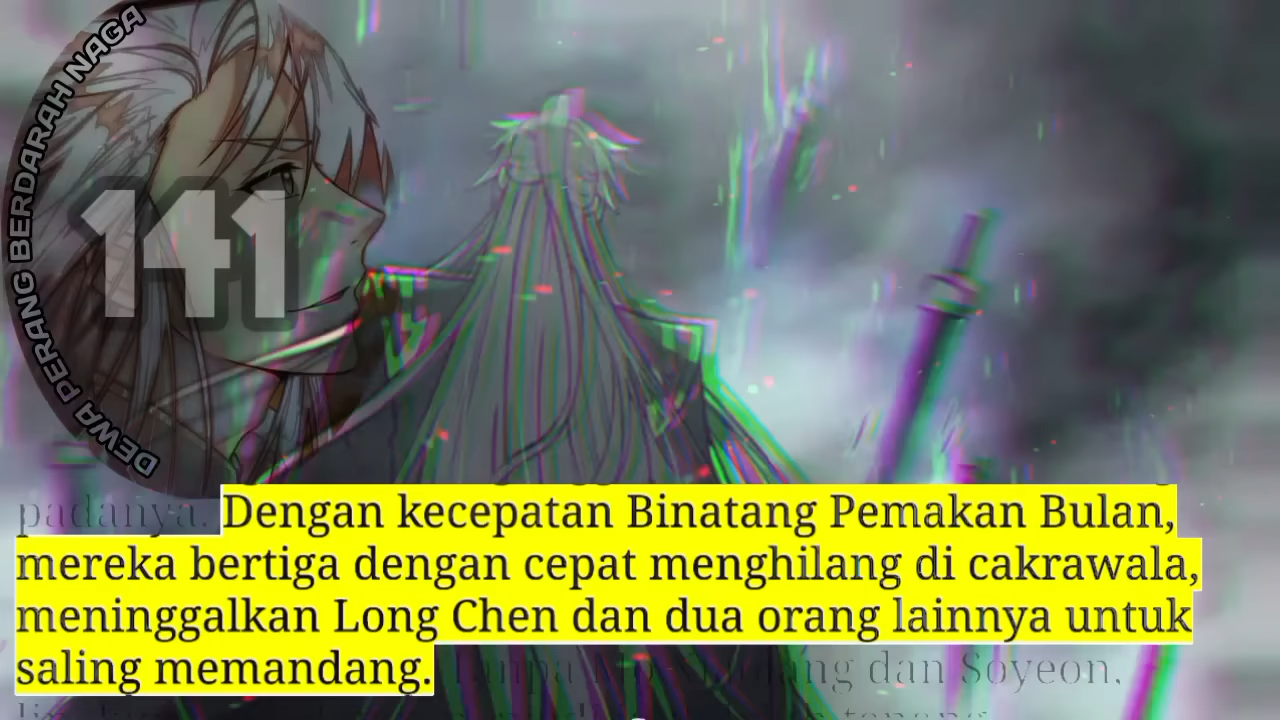 DEWA PERANG BERDARAH NAGA
141
padanya. Dengan kecepatan Binatang Pemakan Bulan,
mereka bertiga dengan cepat menghilang di cakrawala,
meninggalkan Long Chen dan dua orang lainnya untuk
saling memandang. Tanpa dan Soyeon,